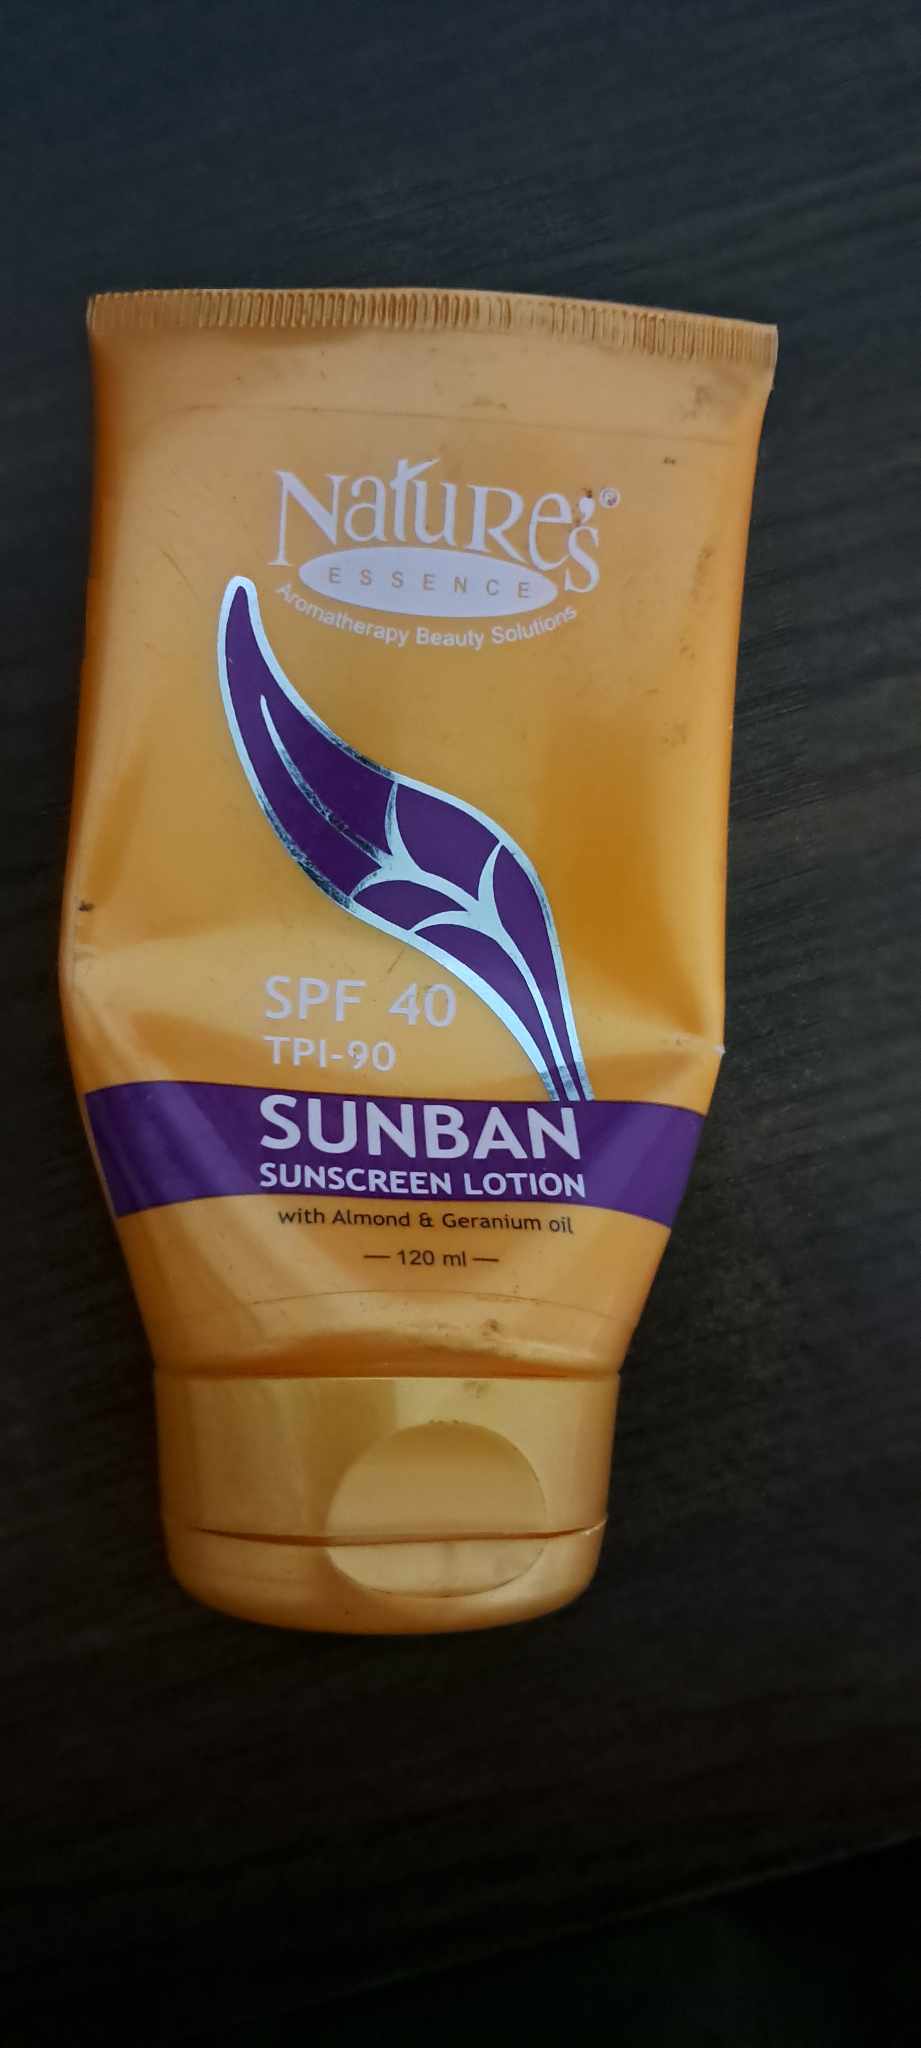 Nature's®
ESSENCE
Aromatherapy Beauty Solutions
SPF 40
TPI-90
SUNBAN
SUNSCREEN LOTION
with Almond & Geranium oil
— 120 ml —